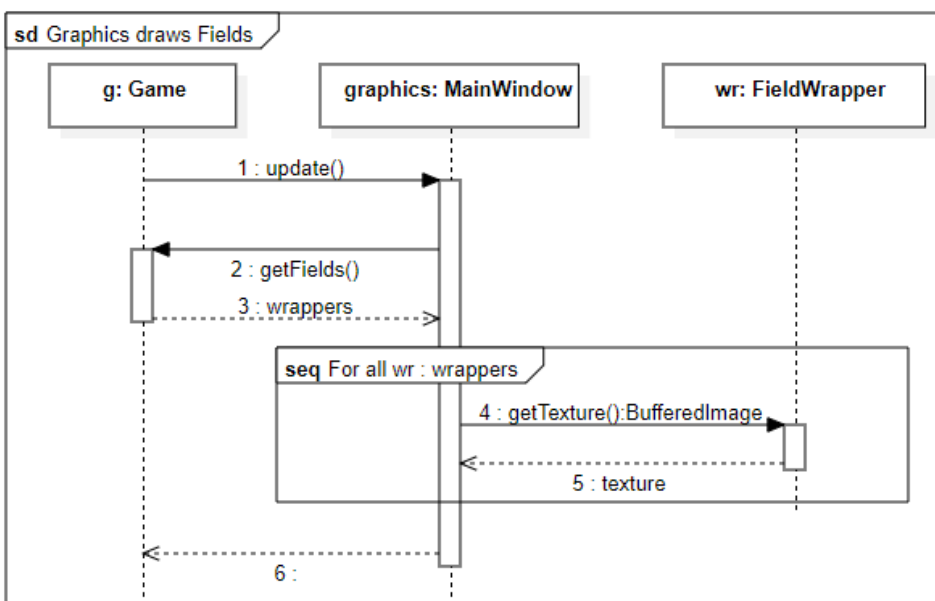 sd Graphics draws Fields
g: Game
graphics: MainWindow
wr: FieldWrapper
1 : update()
2 : getFields()
3 : wrappers
seq For all wr : wrappers
4 : getTexture():BufferedImage
5 : texture
6 :